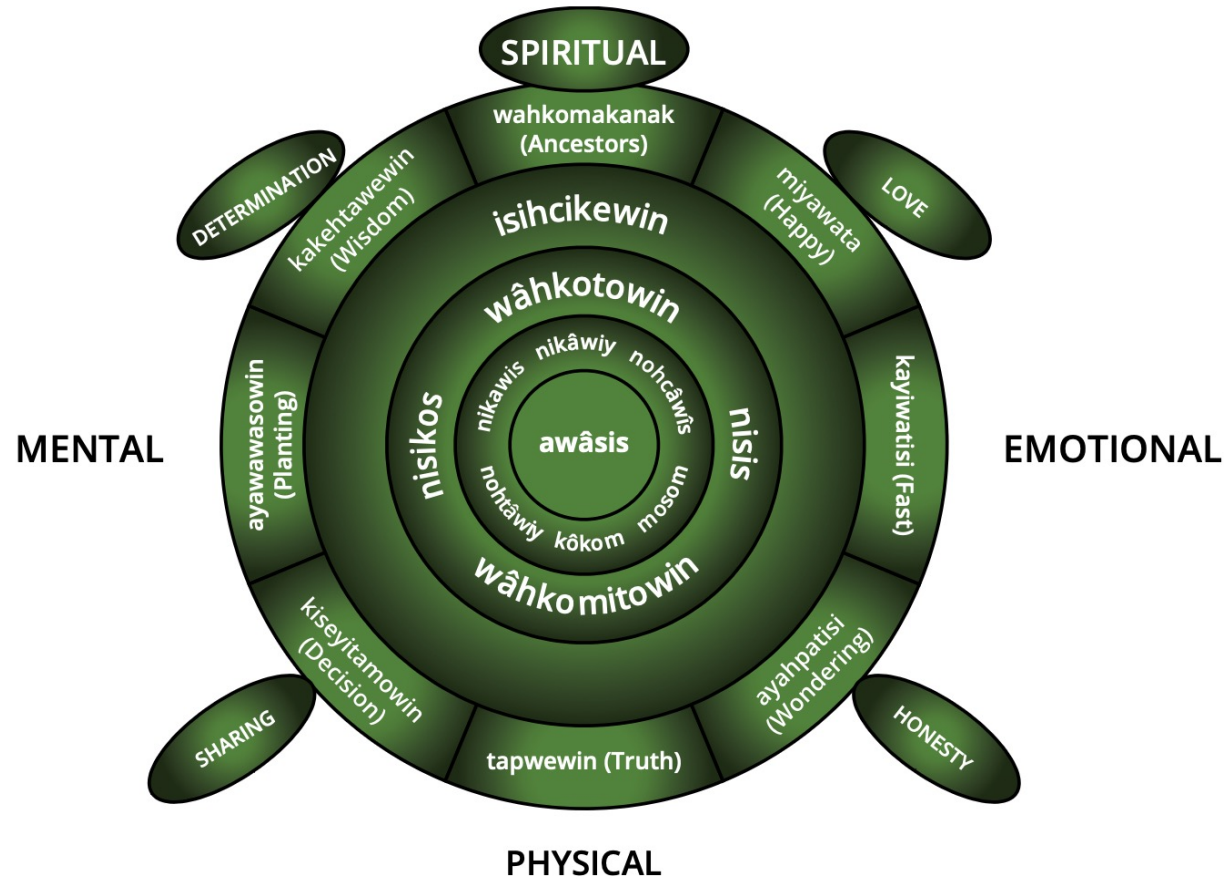 SPIRITUAL
wahkomakanak
(Ancestors)
DETERMINATION
LOVE
kakehtawewin
(Wisdom)
miyawata
(Happy)
isihcikewin
wâhkotowin
nikâwiy
nikawis
nohcâwîs
MENTAL
ayawawasowin
(Planting)
nisikos
awâsis
nisis
kayiwatisi (Fast)
EMOTIONAL
nohtâwiy
kôkom
mosom
wâhkomitowin
kiseyitamowin
(Decision)
ayahpatisi
(Wondering)
SHARING
tapwewin (Truth)
HONESTY
PHYSICAL